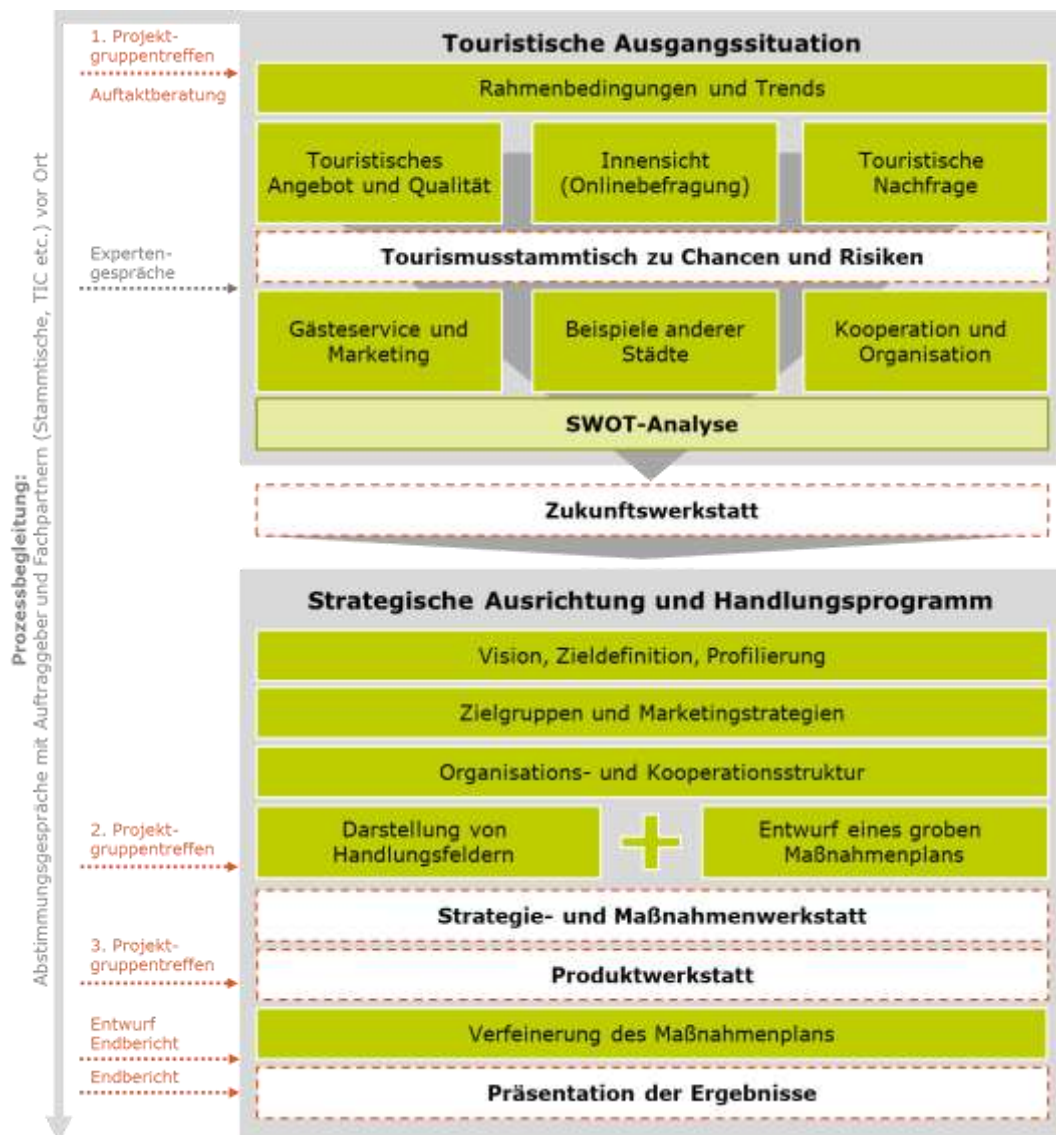 Prozessbegleitung:
Abstimmungsgespräche mit Auftraggeber und Fachpartnern (Stammtische, TIC etc.) vor Ort
1. Projekt-
gruppentreffen
Auftaktberatung
Touristische Ausgangssituation
Rahmenbedingungen und Trends
Touristisches
Angebot und Qualität
Innensicht
(Onlinebefragung)
Touristische
Nachfrage
Experten-
gespräche
Tourismusstammtisch zu Chancen und Risiken
Gästeservice und
Marketing
Beispiele anderer
Städte
Kooperation und
Organisation
SWOT-Analyse
Zukunftswerkstatt
Strategische Ausrichtung und Handlungsprogramm
Vision, Zieldefinition, Profilierung
Zielgruppen und Marketingstrategien
Organisations- und Kooperationsstruktur
2. Projekt-
gruppentreffen
Darstellung von
Handlungsfeldern
Entwurf eines groben
Maßnahmenplans
Strategie- und Maßnahmenwerkstatt
3. Projekt-
gruppentreffen
Produktwerkstatt
Entwurf
Endbericht
Verfeinerung des Maßnahmenplans
Endbericht
Präsentation der Ergebnisse